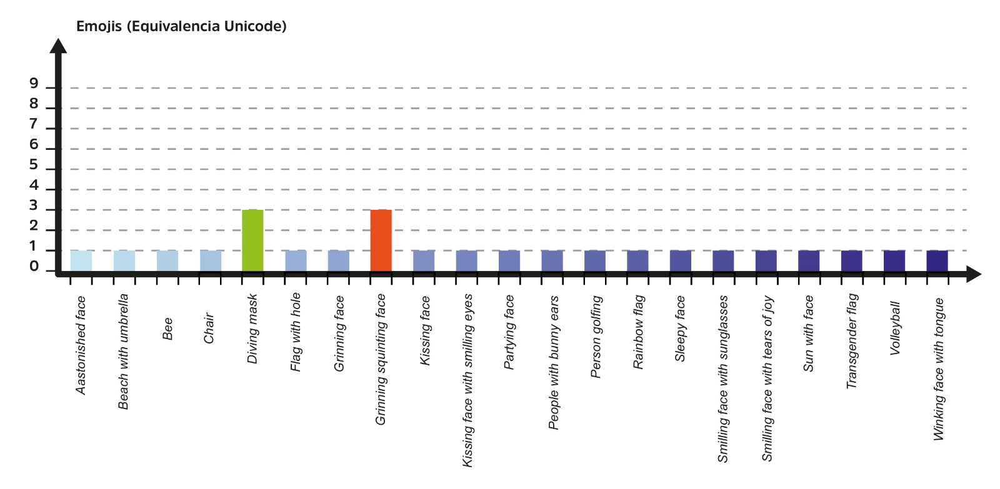 Emojis (Equivalencia Unicode)
9
8
7
6
5
4
3
2
1
0
Aastonished face
Beach with umbrella
Bee
Chair
Diving mask
Flag with hole
Grinning face
Grinning squinting face
Kissing face
Kissing face with smilling eyes
Partying face
People with bunny ears
Person golfing
Rainbow flag
Sleepy face
Smilling face with sunglasses
Smilling face with tears of joy
Sun with face
Transgender flag
Volleyball
Winking face with tongue